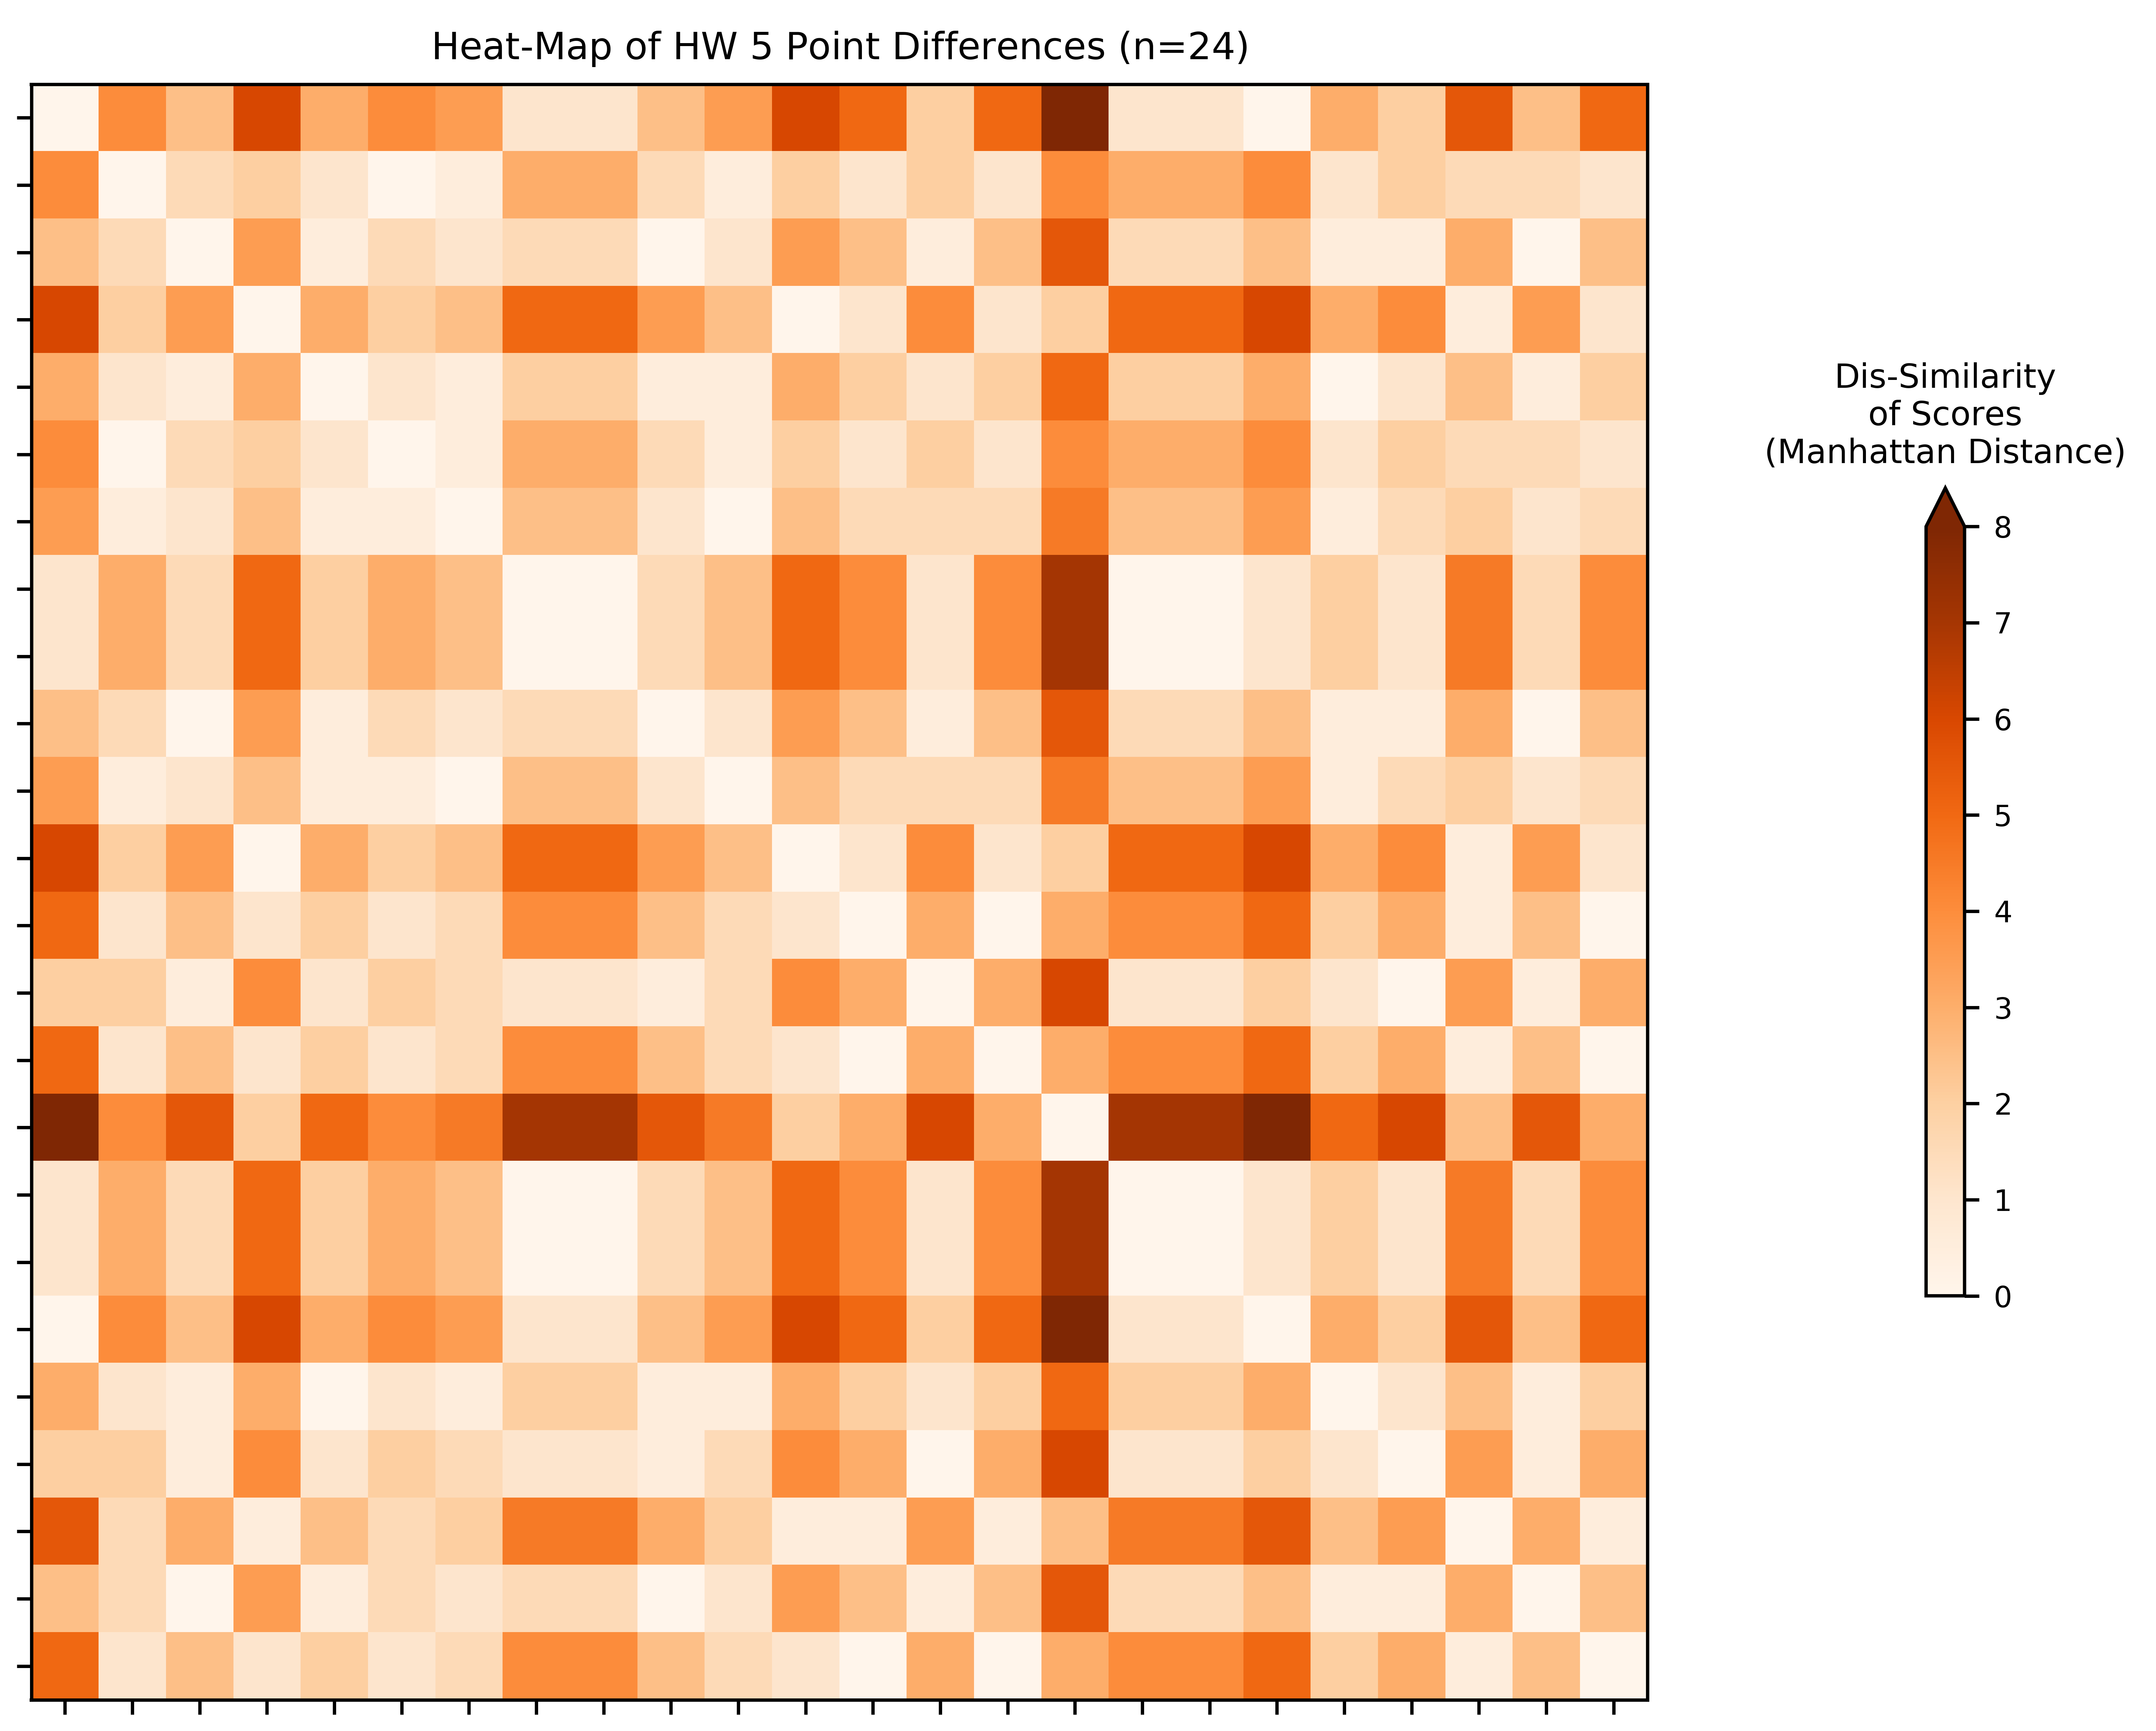 Heat-Map of HW 5 Point Differences (n=24)
Dis-Similarity
of Scores
(Manhattan Distance)
8
7
6
5
4
3
2
1
0